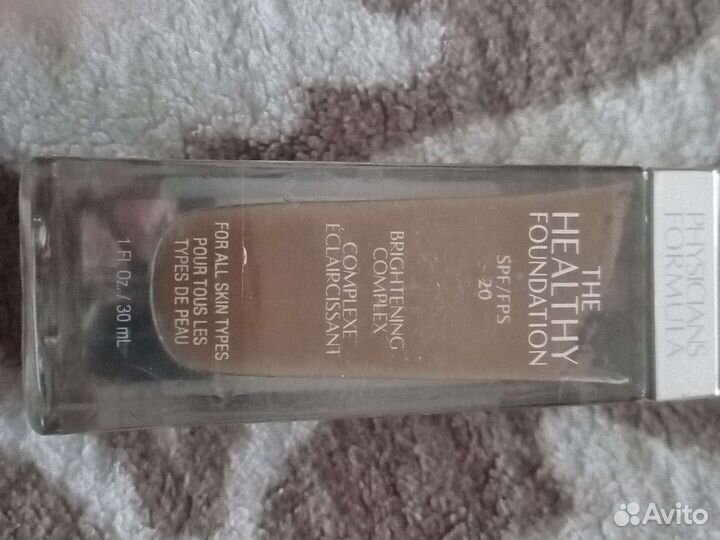 PHYSICIANS
FORMULA
THE
HEALTHY
FOUNDATION
SPF/FPS
20
BRIGHTENING
COMPLEX
COMPLEXE
ÉCLAIRCISSANT
FOR ALL SKIN TYPES
POUR TOUS LES
TYPES DE PEAU
1 Fl Oz. / 30 mL
Avito